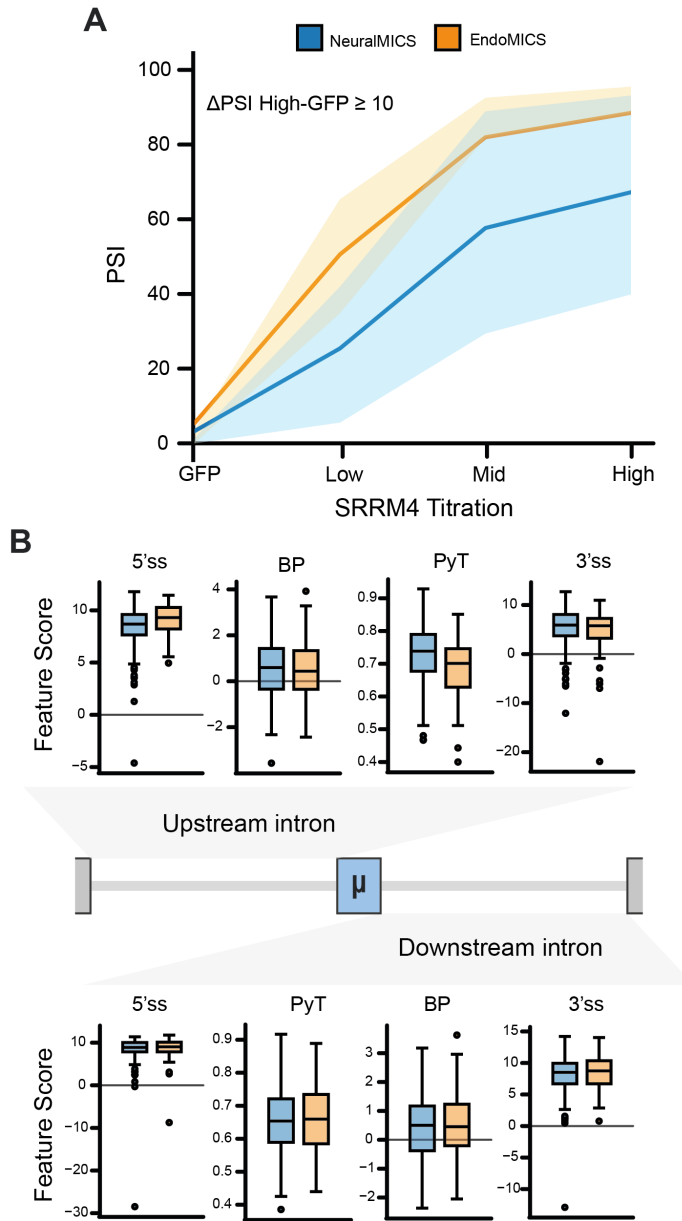 A
NeuralMICS
EndoMICS
ΔPSI High-GFP ≥ 10
PSI
100
80
60
40
20
0
GFP
Low
Mid
High
SRRM4 Titration
B
5'ss
BP
PyT
3'ss
Feature Score
10
5
0
−5
4
2
0
−2
0.9
0.8
0.7
0.6
0.5
0.4
10
0
−10
−20
Upstream intron
μ
Downstream intron
5'ss
PyT
BP
3'ss
Feature Score
10
0
−10
−20
−30
0.9
0.8
0.7
0.6
0.5
0.4
3
2
1
0
−1
−2
15
10
5
0
−5
−10